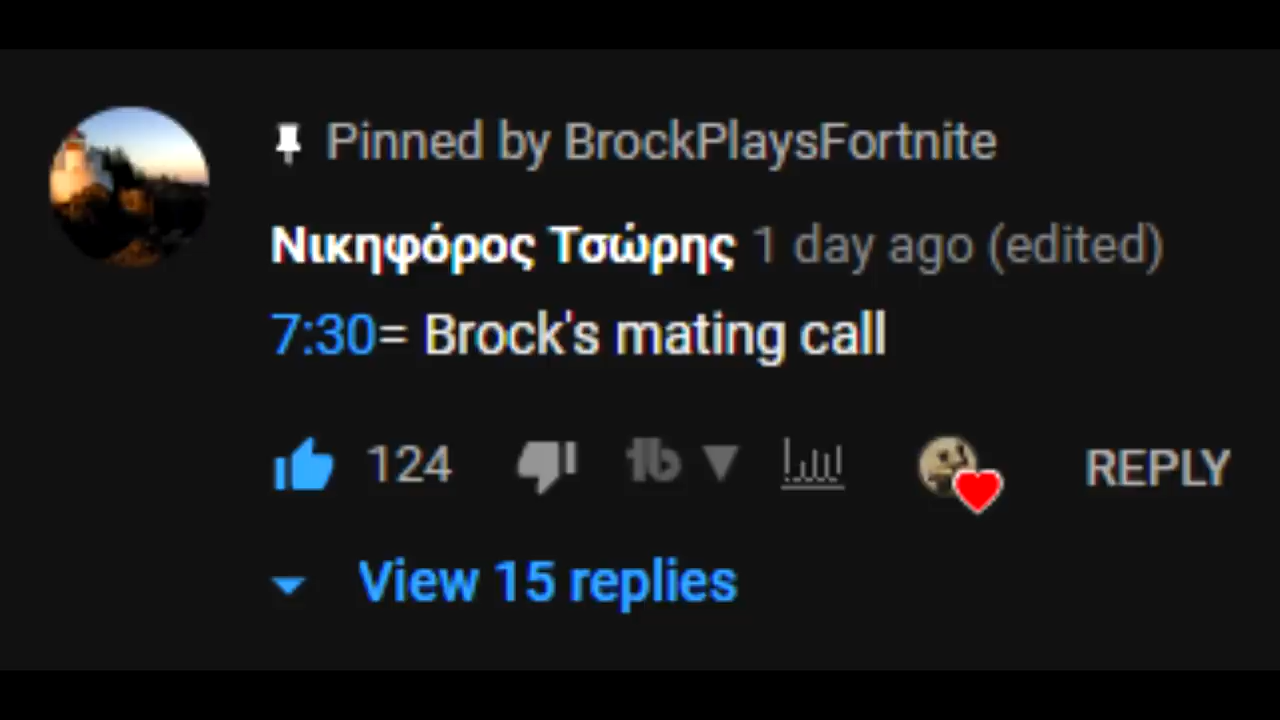 Pinned by BrockPlaysFortnite
Νικηφόρος Τσώρης 1 day ago (edited)
7:30= Brock's mating call
124 tb REPLY
View 15 replies